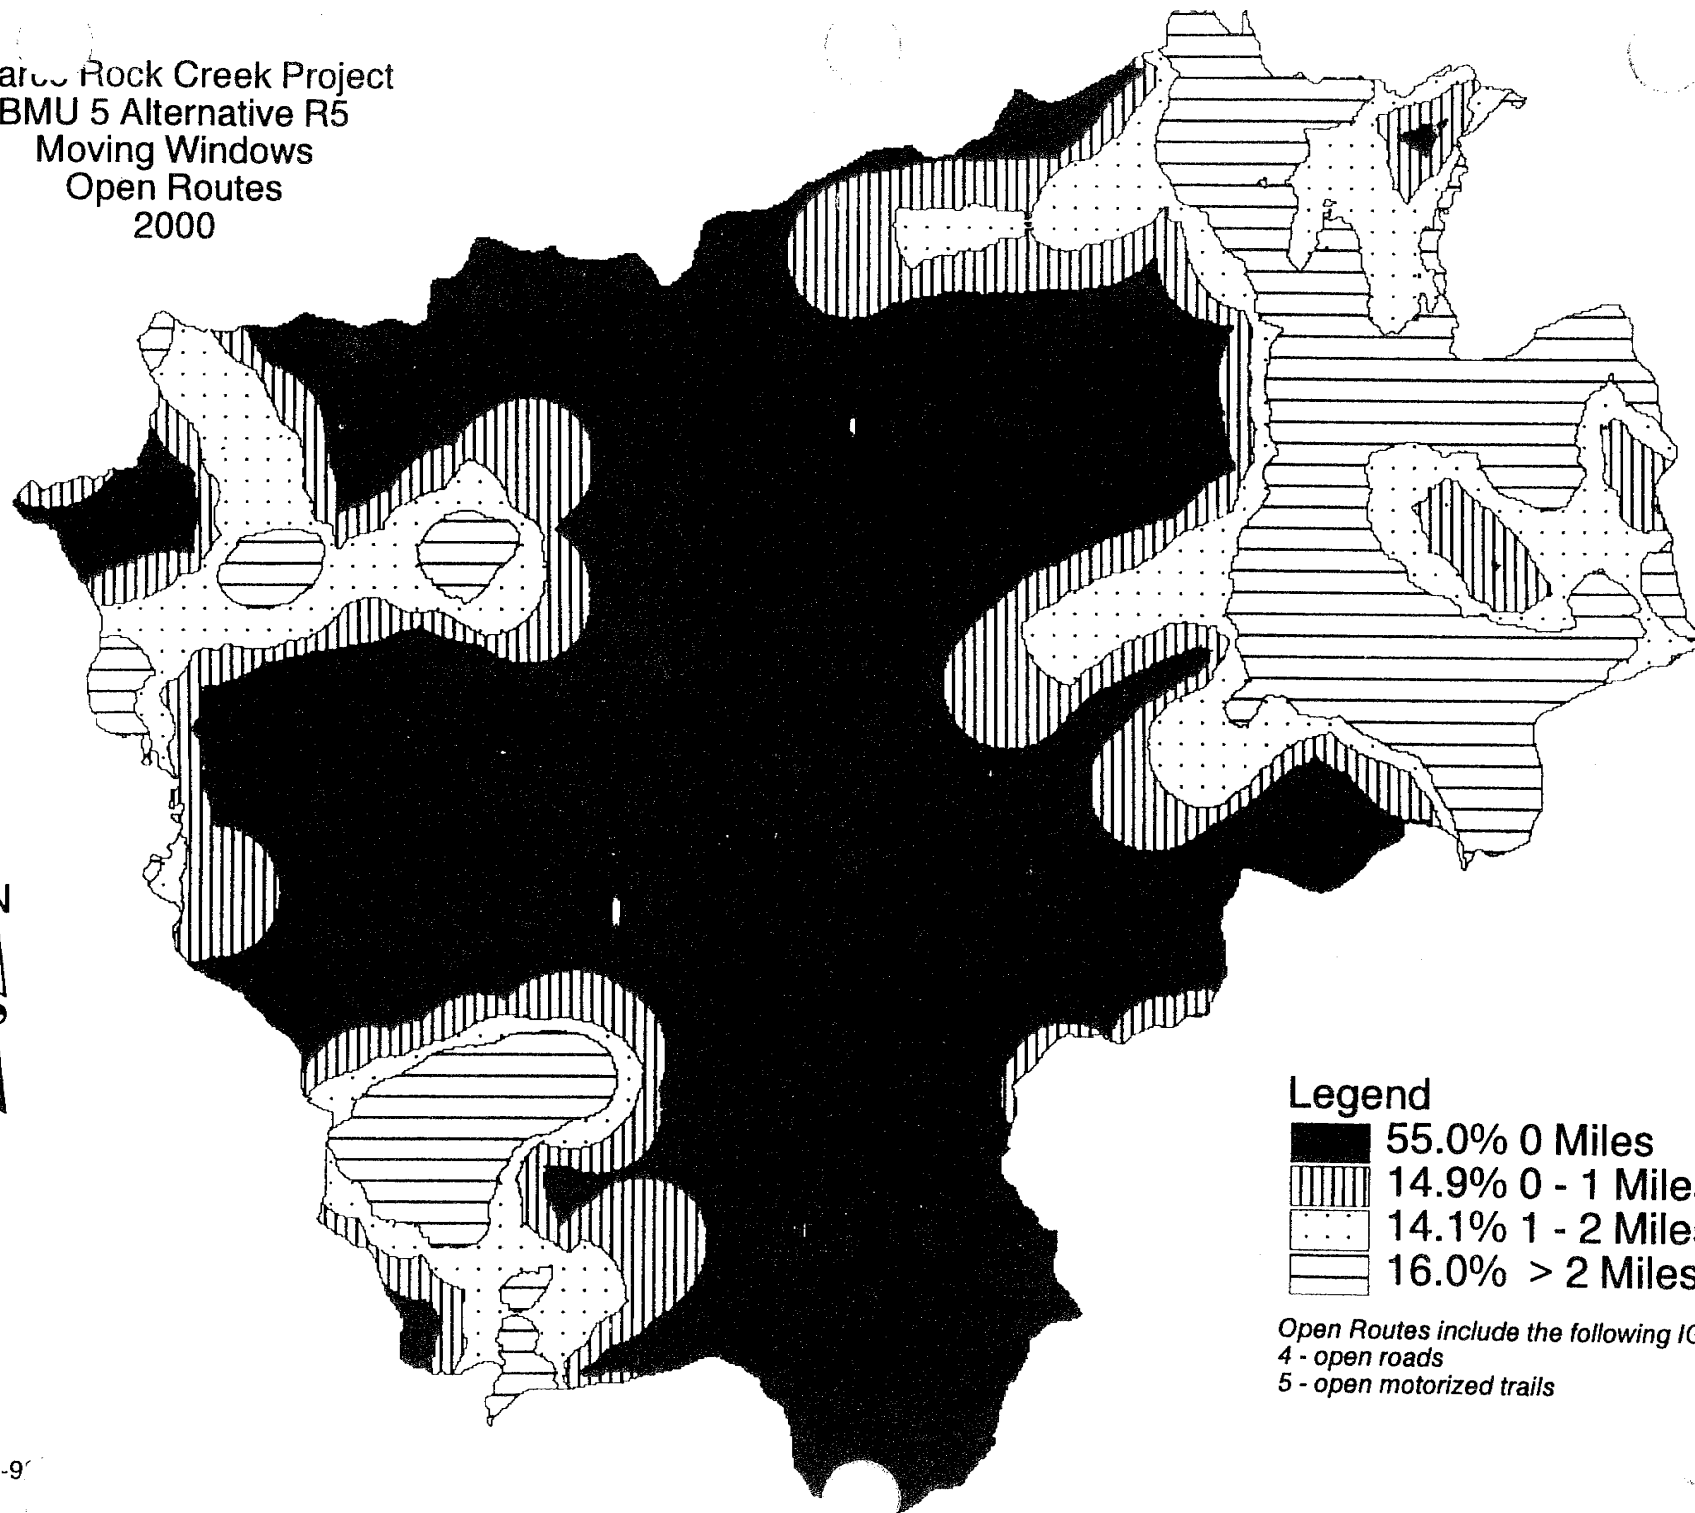 Rock Creek Project
BMU 5 Alternative R5
Moving Windows
Open Routes
2000
N
Legend
55.0% 0 Miles
14.9% 0 - 1 Mile
14.1% 1 - 2 Mile
16.0% > 2 Miles
Open Routes include the following
4 - open roads
5 - open motorized trails